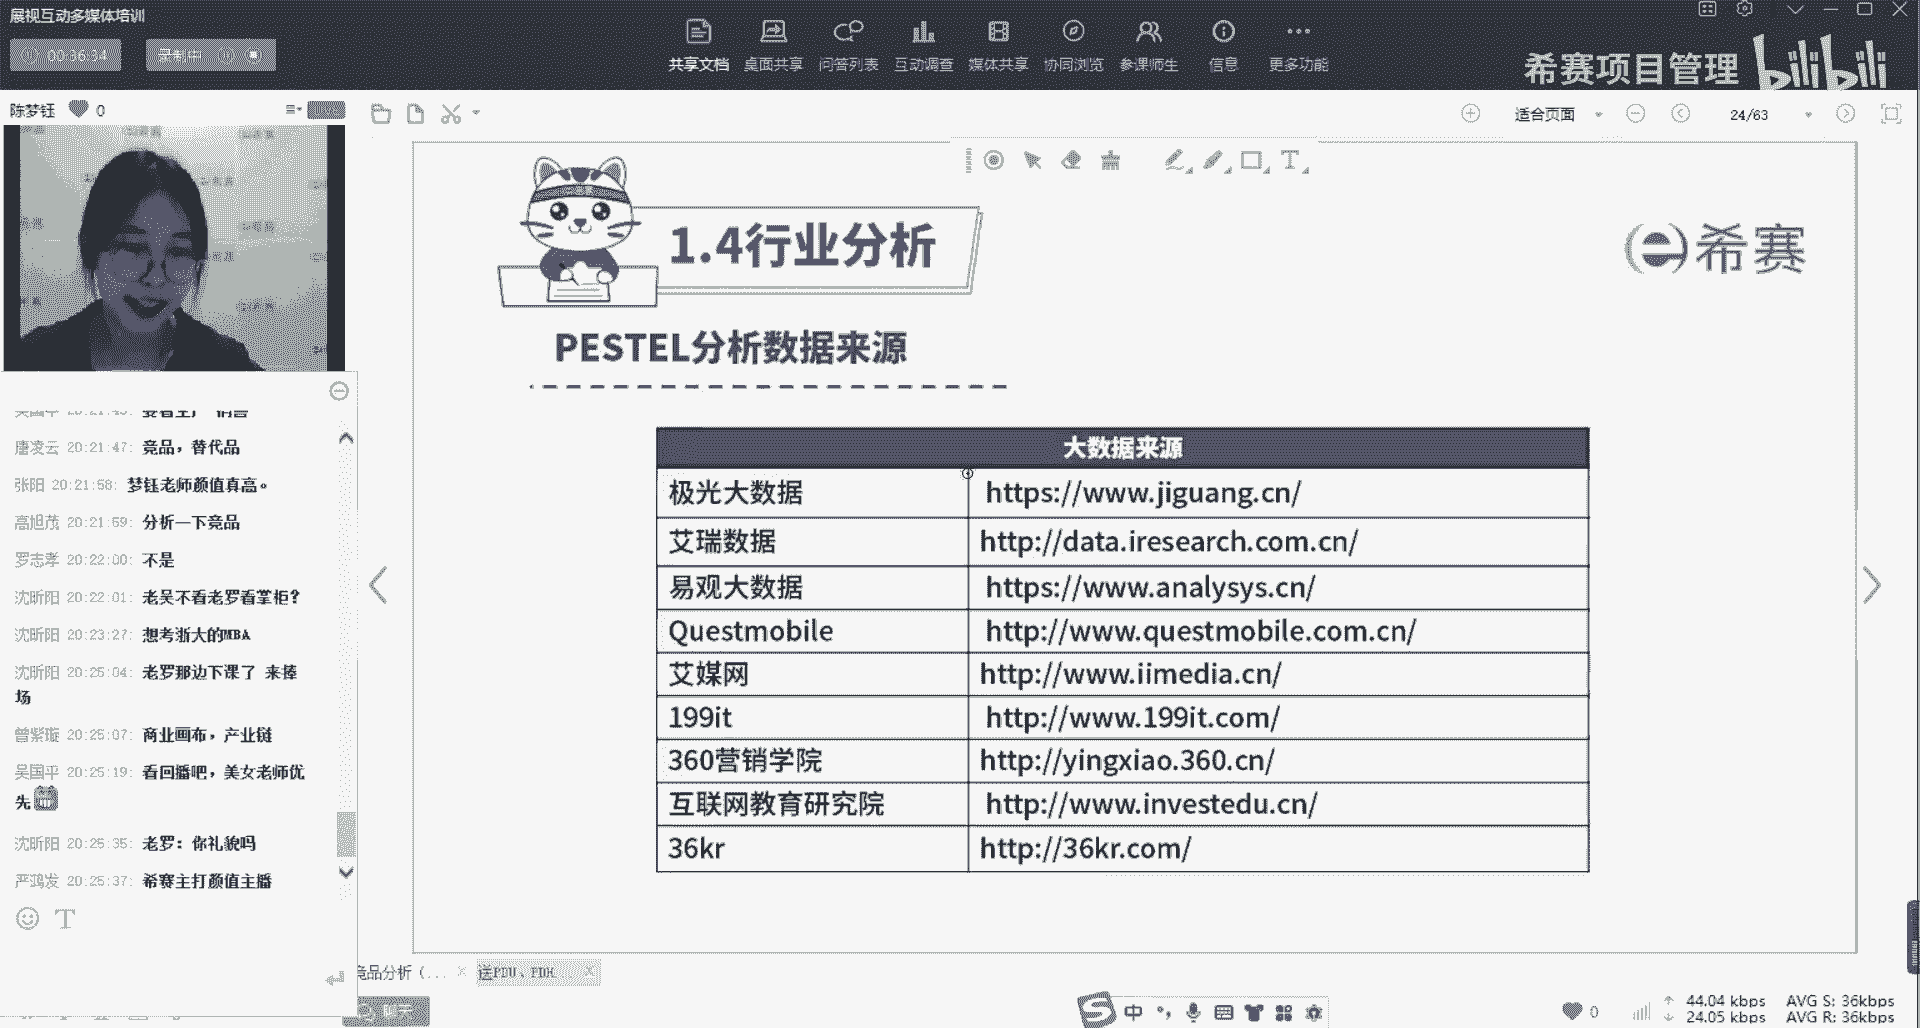 展视互动多媒体培训
00:36:34
录制中
共享文档
桌面共享
问答列表
互动调查
媒体共享
协同浏览
参课师生
信息
更多功能
希赛项目管理
bilibili
陈梦钰
0
适合页面
24/63
1.4行业分析
希赛
PESTEL分析数据来源
大数据来源
极光大数据 https://www.jiguang.cn/
艾瑞数据 http://data.iresearch.com.cn/
易观大数据 https://www.analysys.cn/
Questmobile http://www.questmobile.com.cn/
艾媒网 http://www.iimedia.cn/
199it http://www.199it.com/
360营销学院 http://yingxiao.360.cn/
互联网教育研究院 http://www.investedu.cn/
36kr http://36kr.com/
唐凌云 20:21:47: 竞品，替代品
张阳 20:21:58: 梦钰老师颜值真高。
高旭茂 20:21:59: 分析一下竞品
罗志孝 20:22:00: 不是
沈昕阳 20:22:01: 老吴不看老罗看掌柜?
沈昕阳 20:23:27: 想考浙大的MBA
沈昕阳 20:25:04: 老罗那边下课了 来捧
场
曾紫璇 20:25:07: 商业画布，产业链
吴国平 20:25:19: 看回播吧，美女老师优
先
沈昕阳 20:25:35: 老罗：你礼貌吗
严鸿发 20:25:37: 希赛主打颜值主播
竞品分析（...
送PDU、PDH
中
0
44.04 kbps AVG S: 36kbps
24.05 kbps AVG R: 36kbps